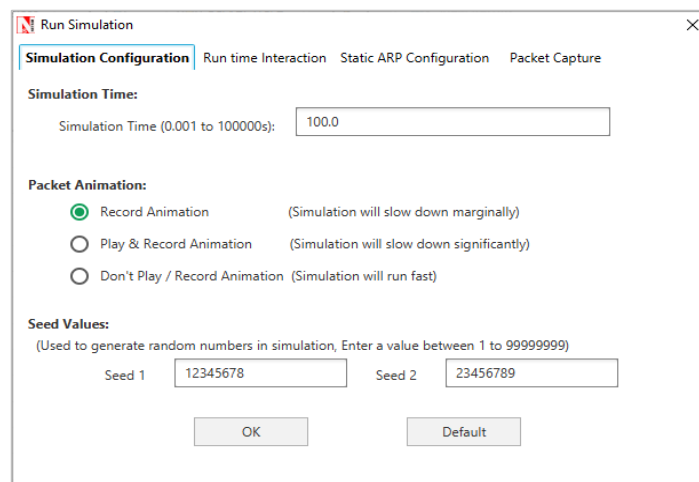 Run Simulation
Simulation Configuration Run time Interaction Static ARP Configuration Packet Capture
Simulation Time:
Simulation Time (0.001 to 100000s): 100.0
Packet Animation:
Record Animation (Simulation will slow down marginally)
Play & Record Animation (Simulation will slow down significantly)
Don't Play / Record Animation (Simulation will run fast)
Seed Values:
(Used to generate random numbers in simulation, Enter a value between 1 to 99999999)
Seed 1 12345678 Seed 2 23456789
OK Default